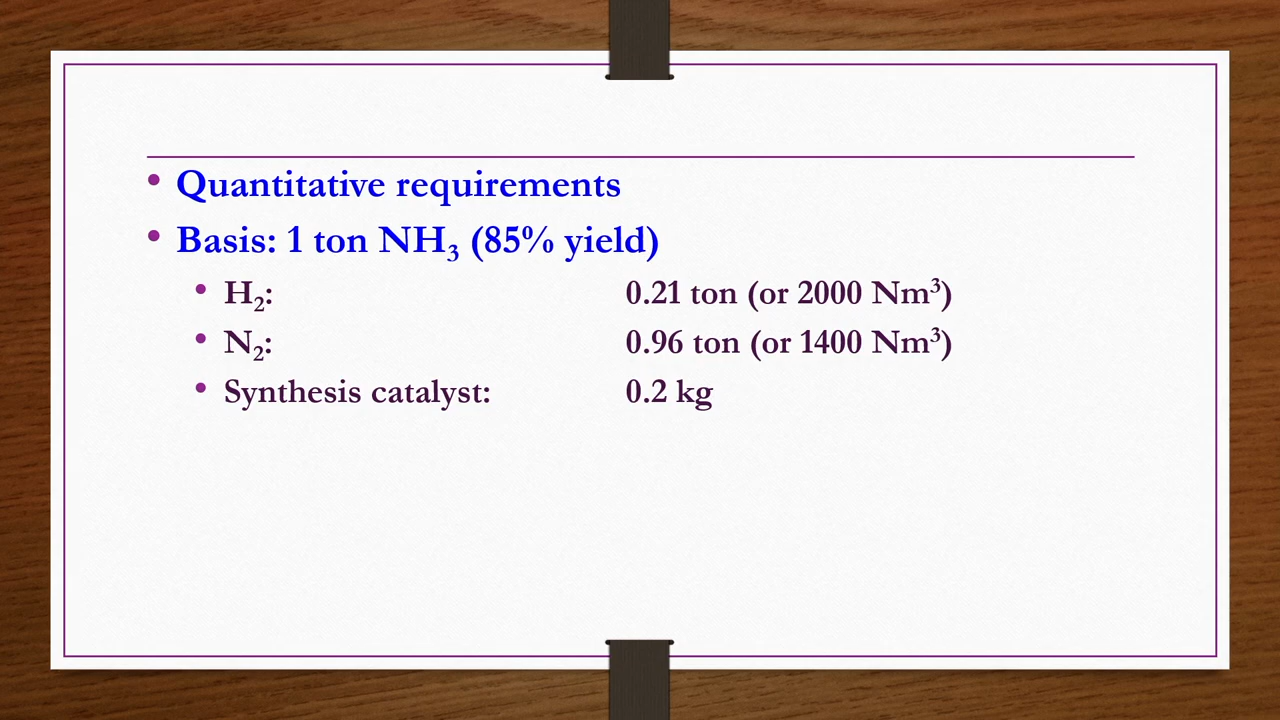 • Quantitative requirements
• Basis: 1 ton NH₃ (85% yield)
• H₂: 0.21 ton (or 2000 Nm³)
• N₂: 0.96 ton (or 1400 Nm³)
• Synthesis catalyst: 0.2 kg